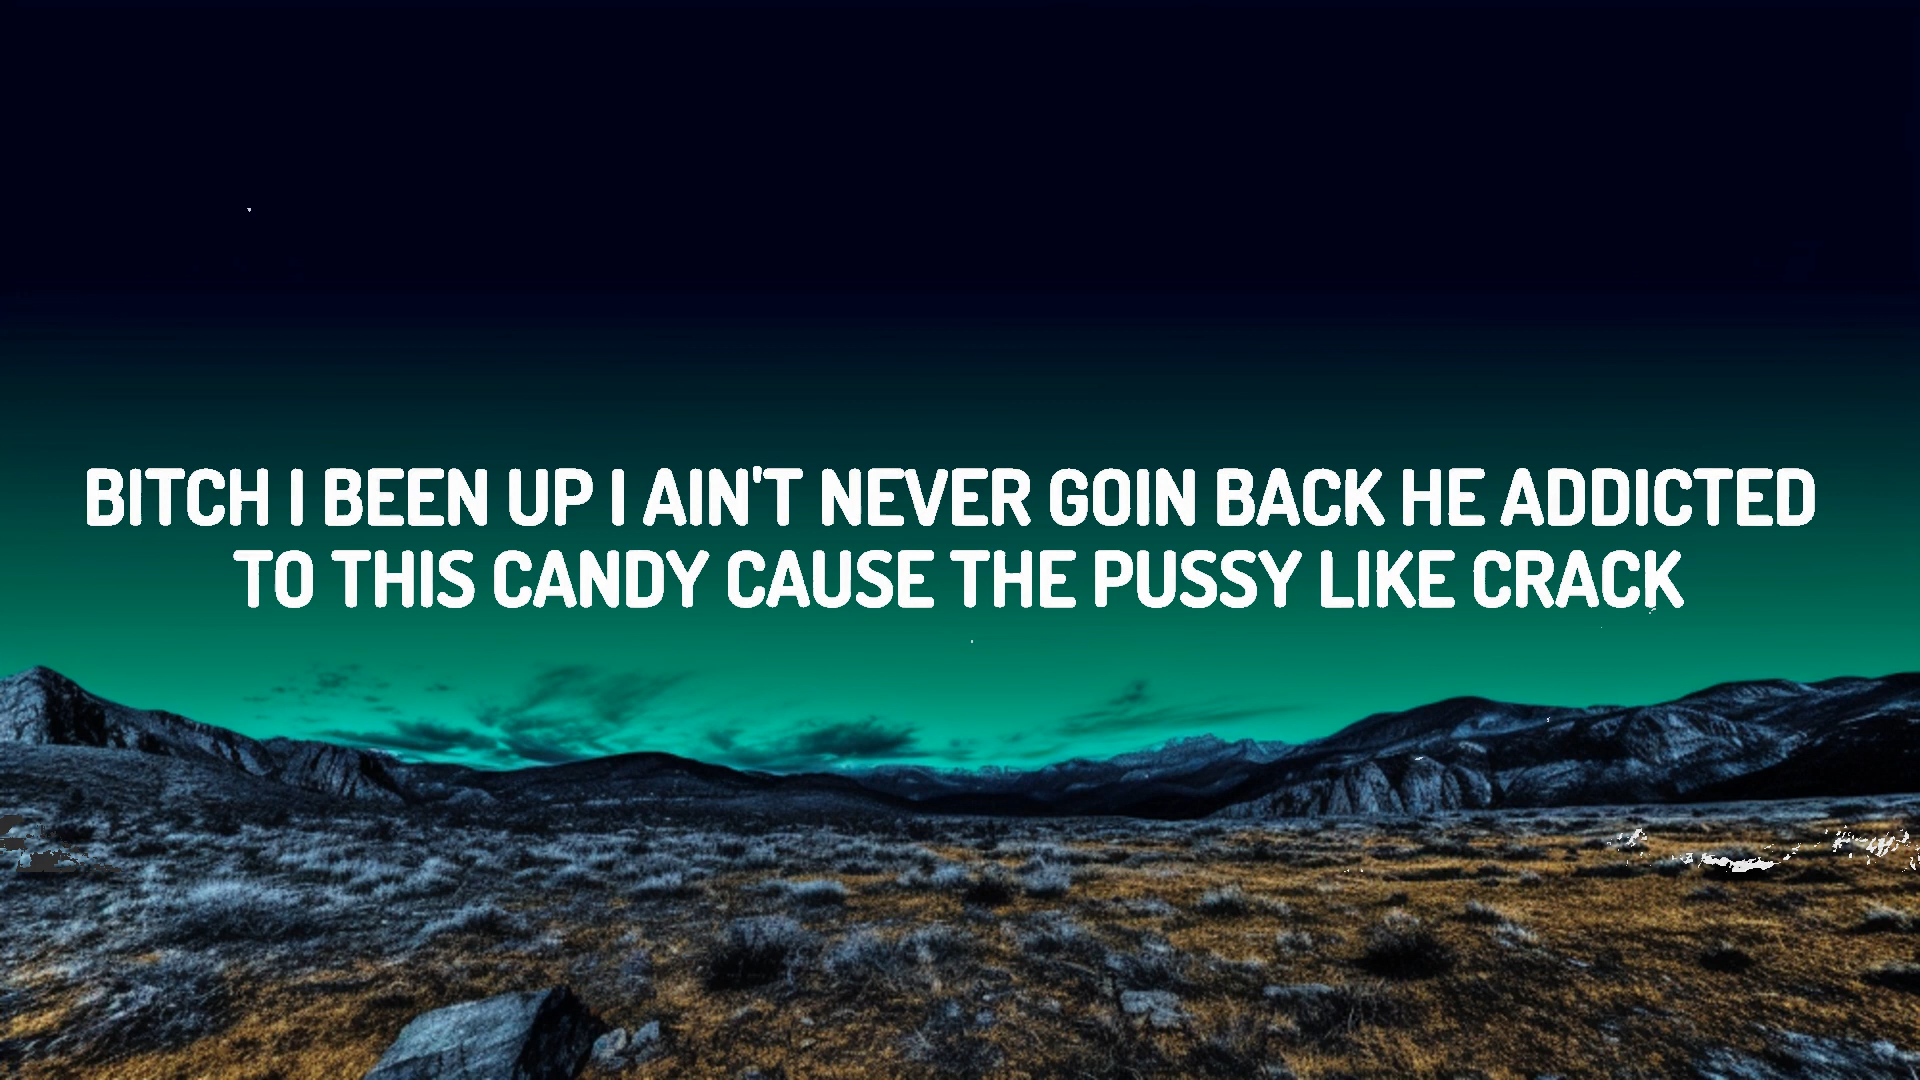 BITCH I BEEN UP I AIN'T NEVER GOIN BACK HE ADDICTED
TO THIS CANDY CAUSE THE PUSSY LIKE CRACK